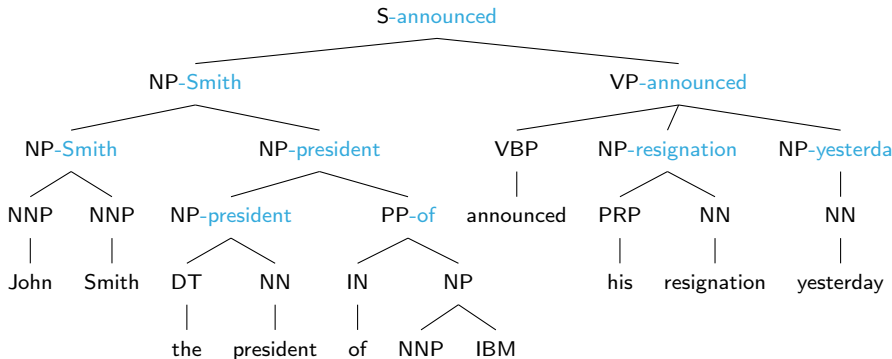 S-announced
NP-Smith VP-announced
NP-Smith NP-president VBP NP-resignation NP-yesterda
NNP NNP NP-president PP-of announced PRP NN NN
John Smith DT NN IN NP his resignation yesterday
the president of NNP IBM